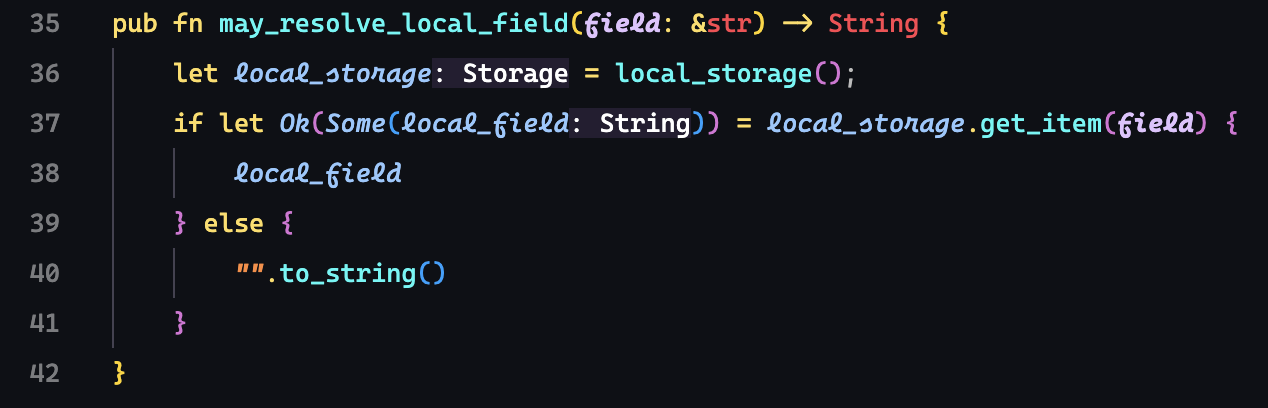 35 pub fn may_resolve_local_field(field: &str) -> String {
36     let local_storage: Storage = local_storage();
37     if let Ok(Some(local_field: String)) = local_storage.get_item(field) {
38         local_field
39     } else {
40         "".to_string()
41     }
42 }